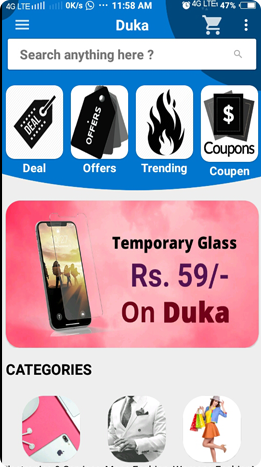 4G LTE 0K/s 11:58 AM 4G LTE 47%
Duka
Search anything here ?
DEAL
OFFERS
$
Coupons
Deal Offers Trending Coupen
Temporary Glass
Rs. 59/-
On Duka
CATEGORIES